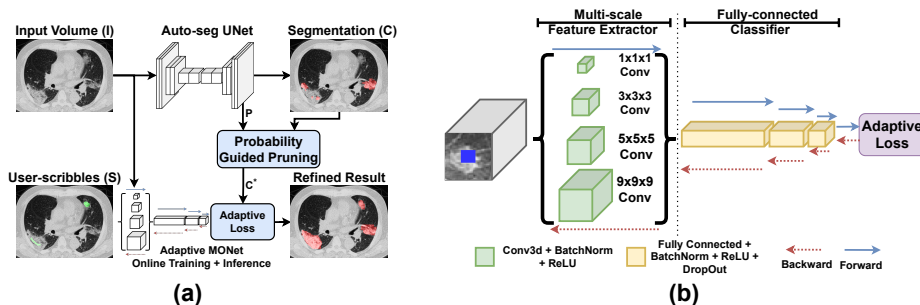 Input Volume (I)
Auto-seg UNet
Segmentation (C)
P
Probability
Guided Pruning
C*
User-scribbles (S)
Refined Result
Adaptive
Loss
Adaptive MONet
Online Training + Inference
(a)
Multi-scale
Feature Extractor
Fully-connected
Classifier
1x1x1
Conv
3x3x3
Conv
5x5x5
Conv
9x9x9
Conv
Adaptive
Loss
Conv3d + BatchNorm
+ ReLU
Fully Connected +
BatchNorm + ReLU +
DropOut
Backward
Forward
(b)